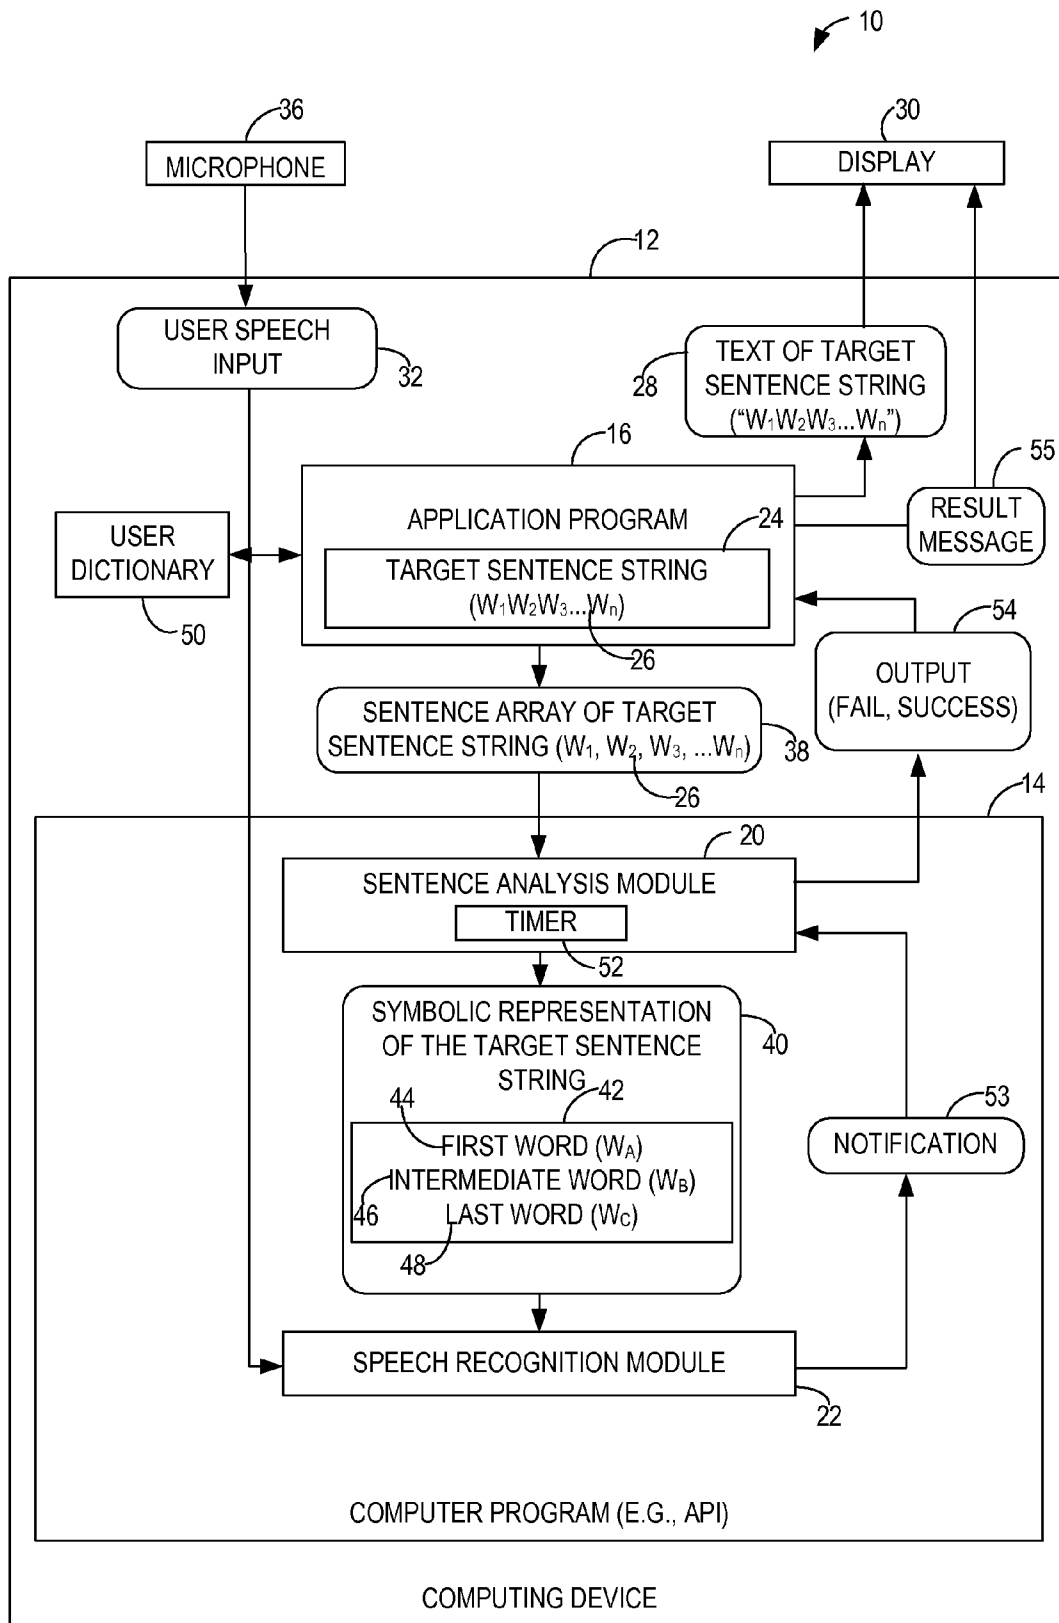 10
36
MICROPHONE
30
DISPLAY
12
USER SPEECH
INPUT
32
28
TEXT OF TARGET
SENTENCE STRING
(“W₁W₂W₃...Wₙ”)
16
55
RESULT
MESSAGE
APPLICATION PROGRAM
24
TARGET SENTENCE STRING
(W₁W₂W₃...Wₙ)
26
USER
DICTIONARY
50
54
OUTPUT
(FAIL, SUCCESS)
SENTENCE ARRAY OF TARGET
SENTENCE STRING (W₁, W₂, W₃, ...Wₙ)
38
26
14
20
SENTENCE ANALYSIS MODULE
TIMER
52
SYMBOLIC REPRESENTATION
OF THE TARGET SENTENCE
STRING
40
44
42
FIRST WORD (W_A)
INTERMEDIATE WORD (W_B)
46
LAST WORD (W_C)
48
53
NOTIFICATION
SPEECH RECOGNITION MODULE
22
COMPUTER PROGRAM (E.G., API)
COMPUTING DEVICE